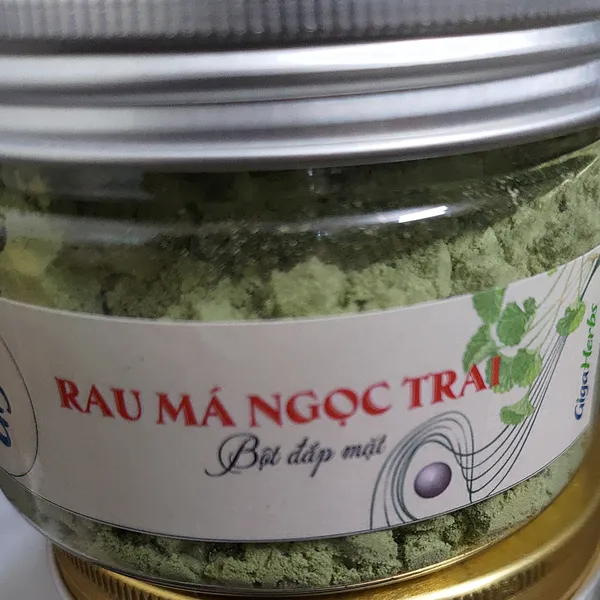 RAU MÁ NGỌC TRAI
Bột đắp mặt
GigaHerbs